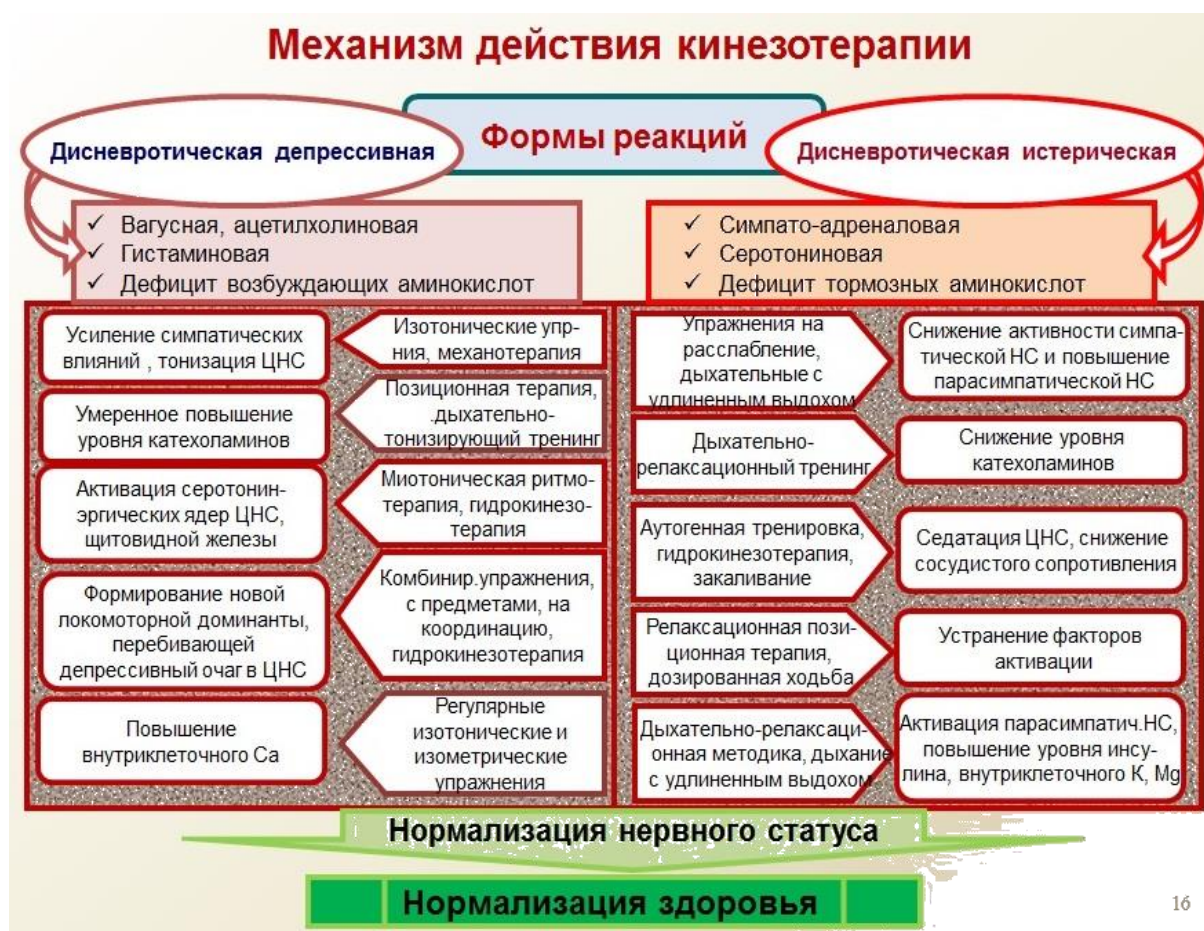 Механизм действия кинезотерапии
Формы реакций
Дисневротическая депрессивная
Дисневротическая истерическая
✓ Вагусная, ацетилхолиновая
✓ Гистаминовая
✓ Дефицит возбуждающих аминокислот
✓ Симпато-адреналовая
✓ Серотониновая
✓ Дефицит тормозных аминокислот
Усиление симпатических
влияний , тонизация ЦНС
Изотонические упр-
рния, механотерапия
Умеренное повышение
уровня катехоламинов
Позиционная терапия,
.дыхательно-
тонизирующий тренинг
Активация серотонин-
эргических ядер ЦНС,
щитовидной железы
Миотоническая ритмо-
терапия, гидрокинезо-
терапия
Формирование новой
локомоторной доминанты,
перебивающей
депрессивный очаг в ЦНС
Комбинир.упражнения,
с предметами, на
координацию,
гидрокинезотерапия
Повышение
внутриклеточного Са
Регулярные
изотонические и
изометрические
упражнения
Упражнения на
расслабление,
дыхательные с
удлиненным выдохом
Снижение активности симпа-
тической НС и повышение
парасимпатической НС
Дыхательно-
релаксационный тренинг
Снижение уровня
катехоламинов
Аутогенная тренировка,
гидрокинезотерапия,
закаливание
Седатация ЦНС, снижение
сосудистого сопротивления
Релаксационная пози-
ционная терапия,
дозированная ходьба
Устранение факторов
активации
Дыхательно-релаксаци-
онная методика, дыхание
с удлиненным выдохом
Активация парасимпатич.НС,
повышение уровня инсу-
лина, внутриклеточного К, Mg
Нормализация нервного статуса
Нормализация здоровья
16